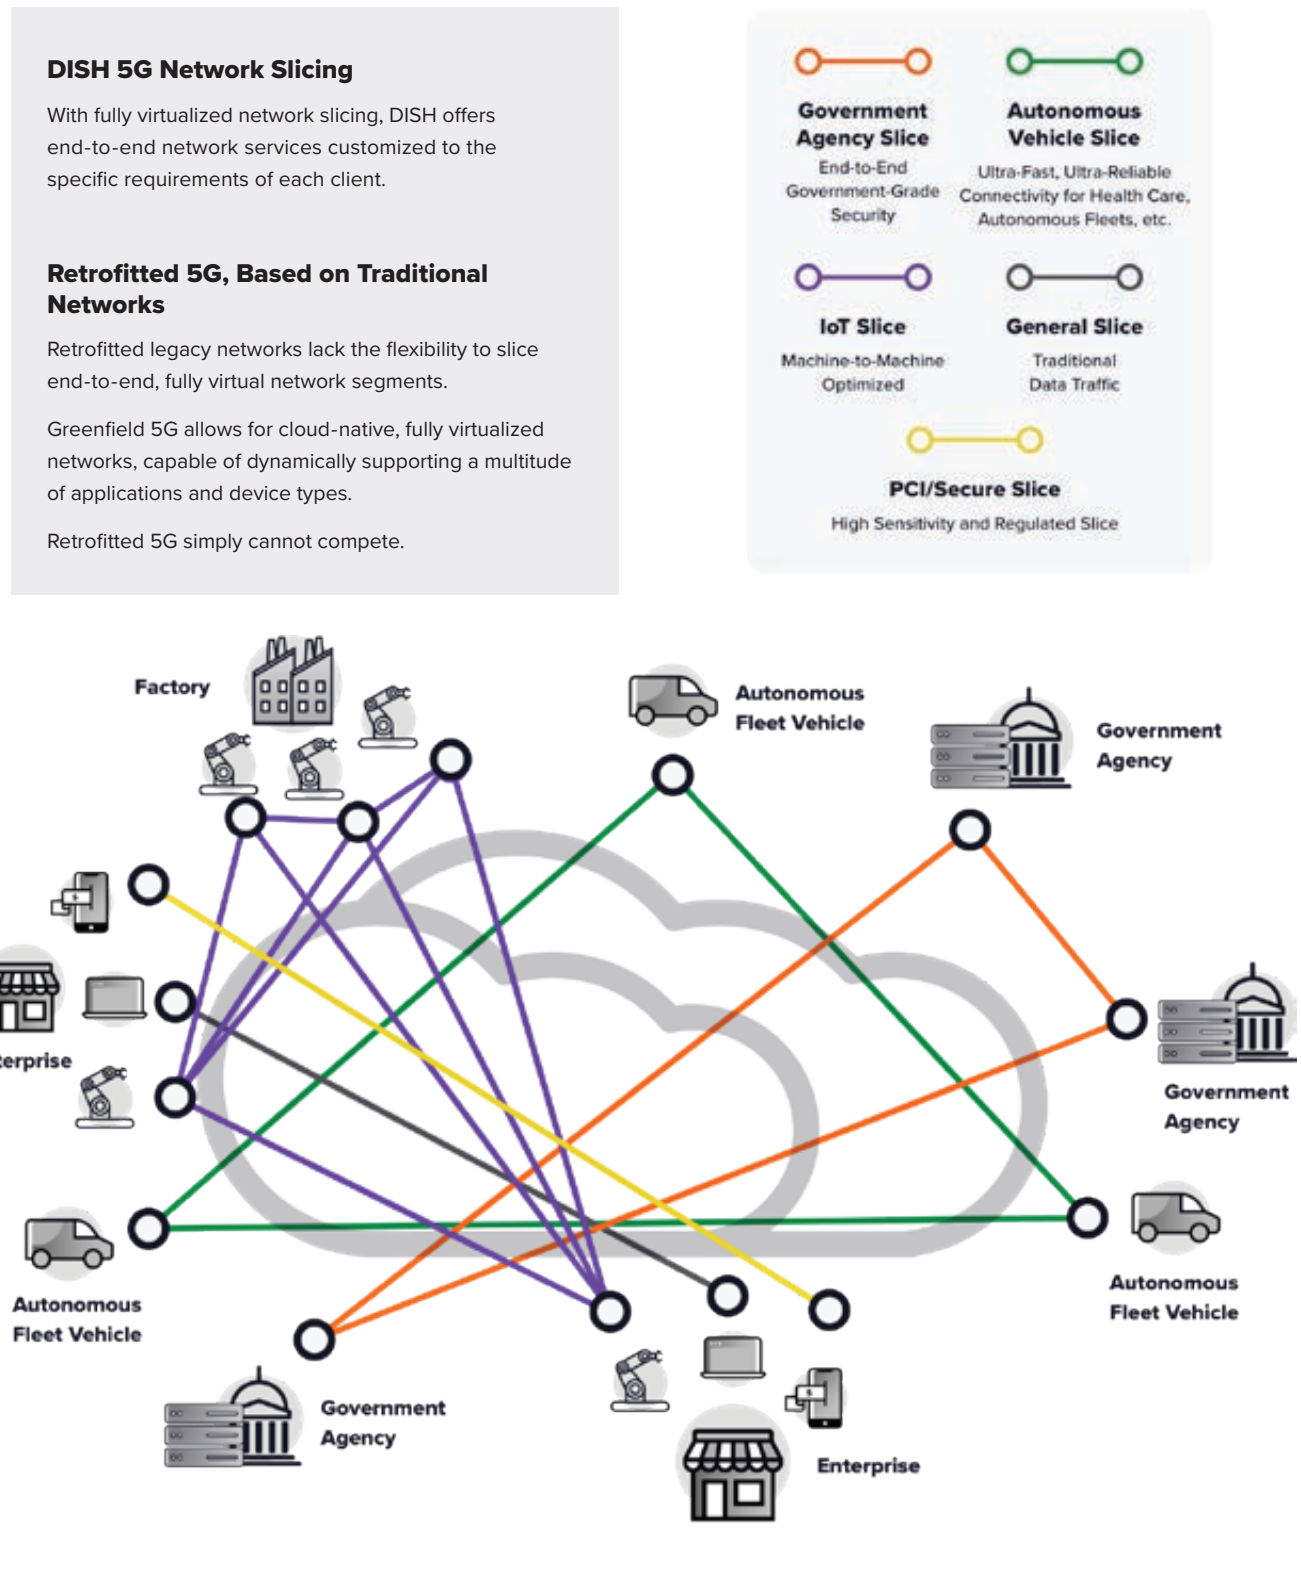 DISH 5G Network Slicing
With fully virtualized network slicing, DISH offers
end-to-end network services customized to the
specific requirements of each client.
Retrofitted 5G, Based on Traditional
Networks
Retrofitted legacy networks lack the flexibility to slice
end-to-end, fully virtual network segments.
Greenfield 5G allows for cloud-native, fully virtualized
networks, capable of dynamically supporting a multitude
of applications and device types.
Retrofitted 5G simply cannot compete.
Government
Agency Slice
End-to-End
Government-Grade
Security
Autonomous
Vehicle Slice
Ultra-Fast, Ultra-Reliable
Connectivity for Health Care,
Autonomous Fleets, etc.
IoT Slice
Machine-to-Machine
Optimized
General Slice
Traditional
Data Traffic
PCI/Secure Slice
High Sensitivity and Regulated Slice
Factory
Autonomous
Fleet Vehicle
Government
Agency
terprise
Government
Agency
Autonomous
Fleet Vehicle
Autonomous
Fleet Vehicle
Government
Agency
Enterprise